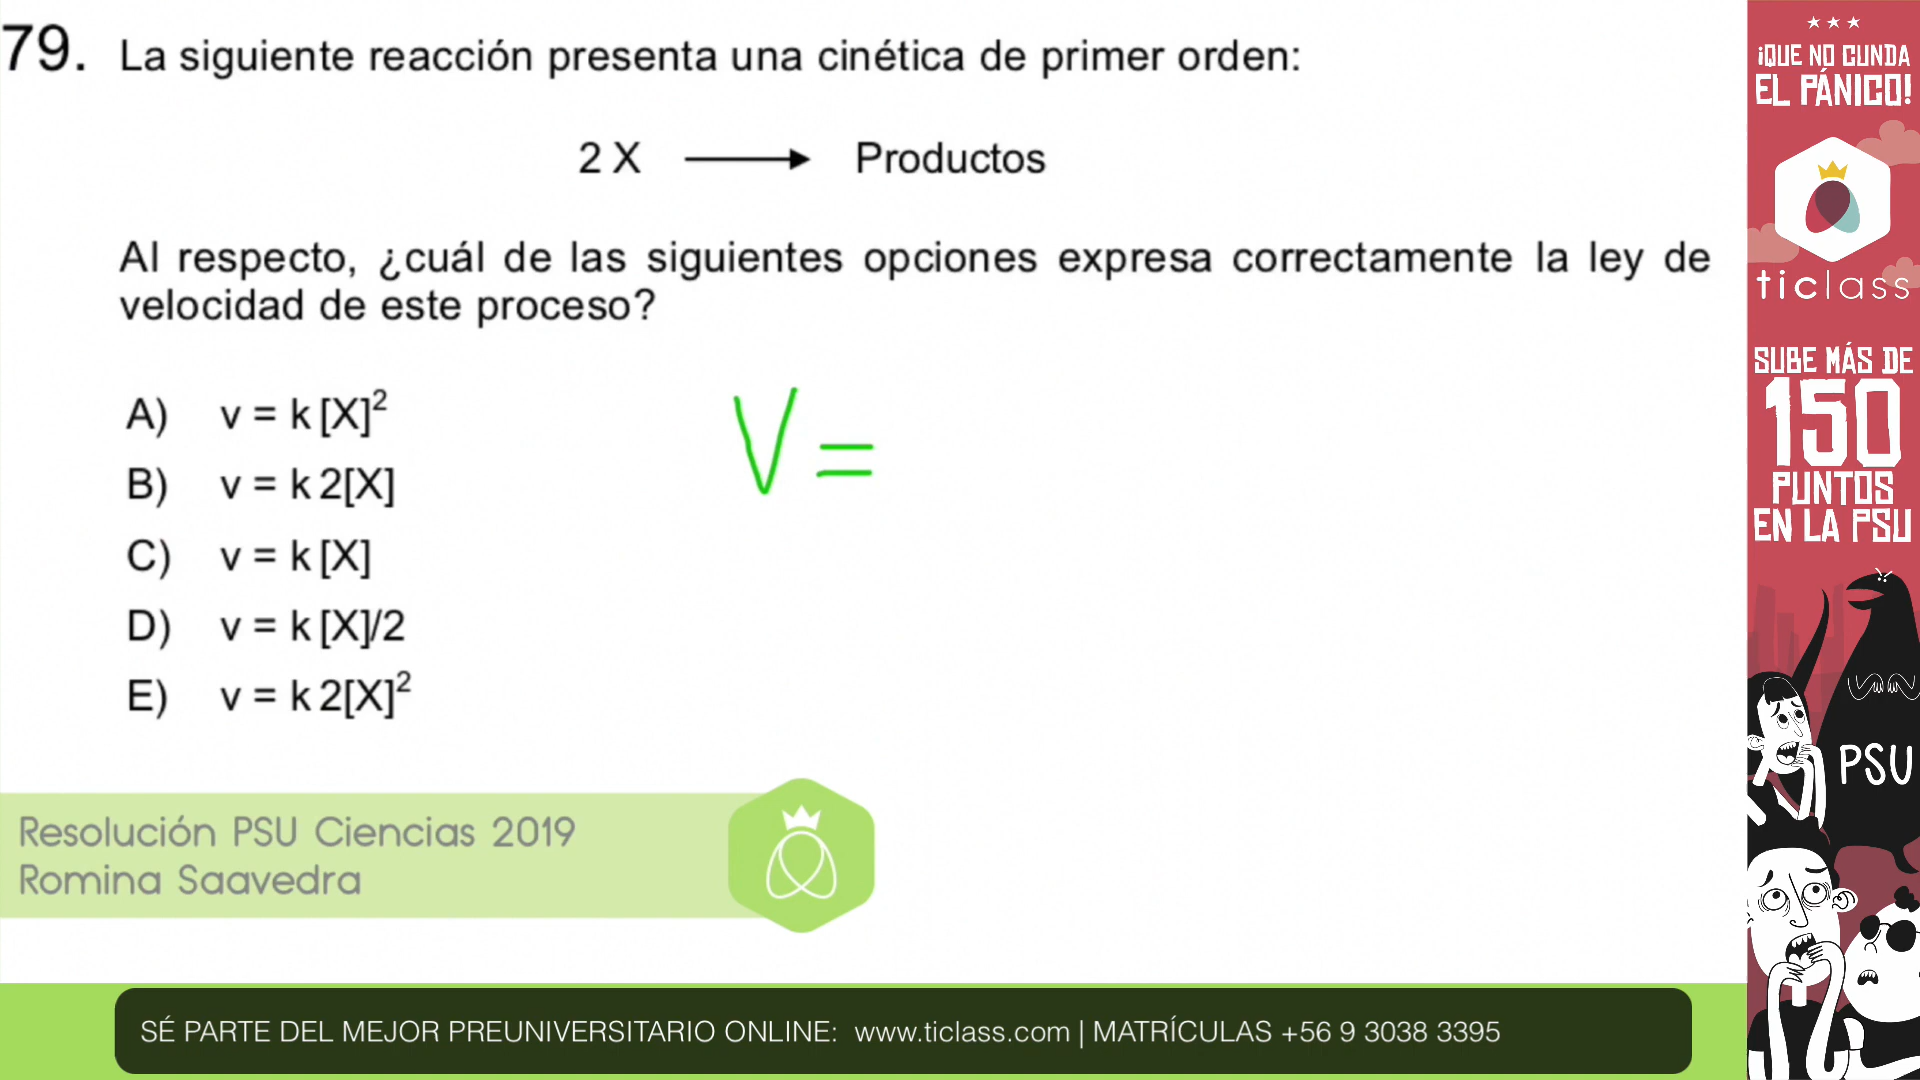 79. La siguiente reacción presenta una cinética de primer orden:
2 X ⟶ Productos
Al respecto, ¿cuál de las siguientes opciones expresa correctamente la ley de
velocidad de este proceso?
A) v = k [X]²
B) v = k 2[X]
C) v = k [X]
D) v = k [X]/2
E) v = k 2[X]²
V =
Resolución PSU Ciencias 2019
Romina Saavedra
SÉ PARTE DEL MEJOR PREUNIVERSITARIO ONLINE: www.ticlass.com | MATRÍCULAS +56 9 3038 3395
¡QUE NO CUNDA
EL PÁNICO!
ticlass
SUBE MÁS DE
150
PUNTOS
EN LA PSU
PSU